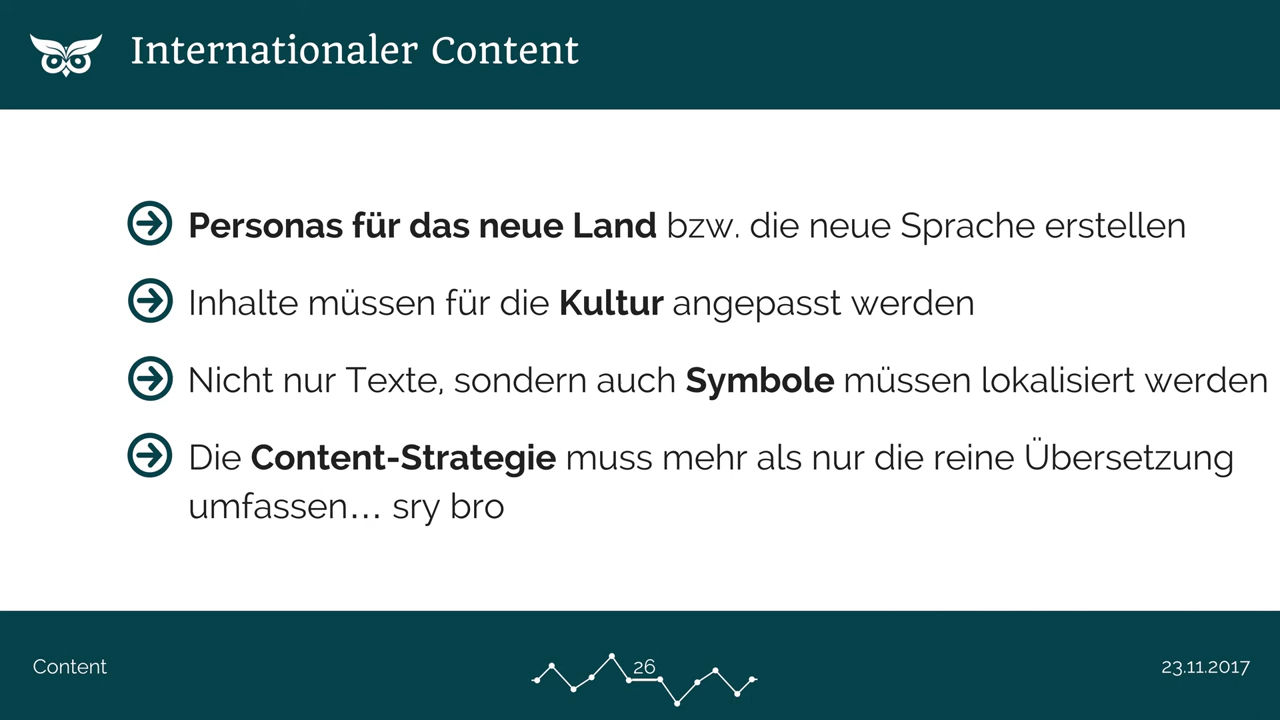 Internationaler Content
Personas für das neue Land bzw. die neue Sprache erstellen
Inhalte müssen für die Kultur angepasst werden
Nicht nur Texte, sondern auch Symbole müssen lokalisiert werden
Die Content-Strategie muss mehr als nur die reine Übersetzung
umfassen… sry bro
Content
26
23.11.2017